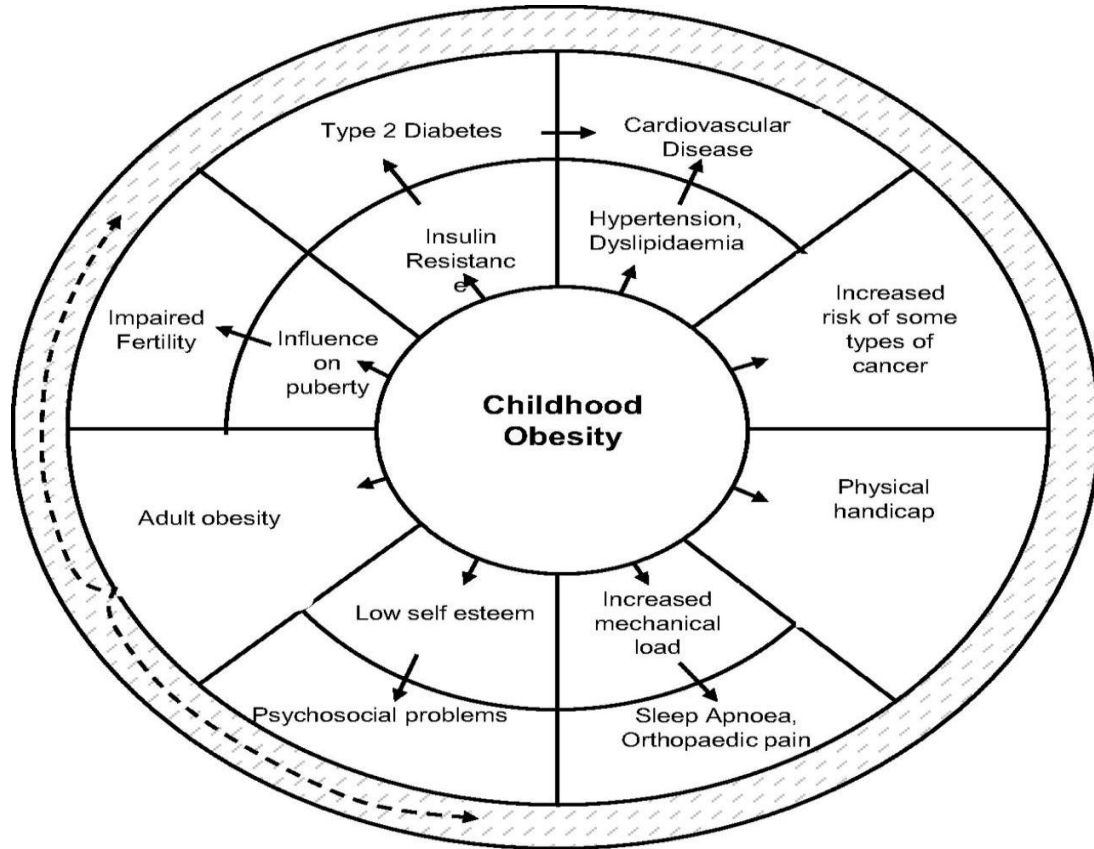 Type 2 Diabetes
Cardiovascular
Disease
Insulin
Resistanc
e
Hypertension,
Dyslipidaemia
Impaired
Fertility
Influence
on
puberty
Increased
risk of some
types of
cancer
Childhood
Obesity
Adult obesity
Physical
handicap
Low self esteem
Increased
mechanical
load
Psychosocial problems
Sleep Apnoea,
Orthopaedic pain